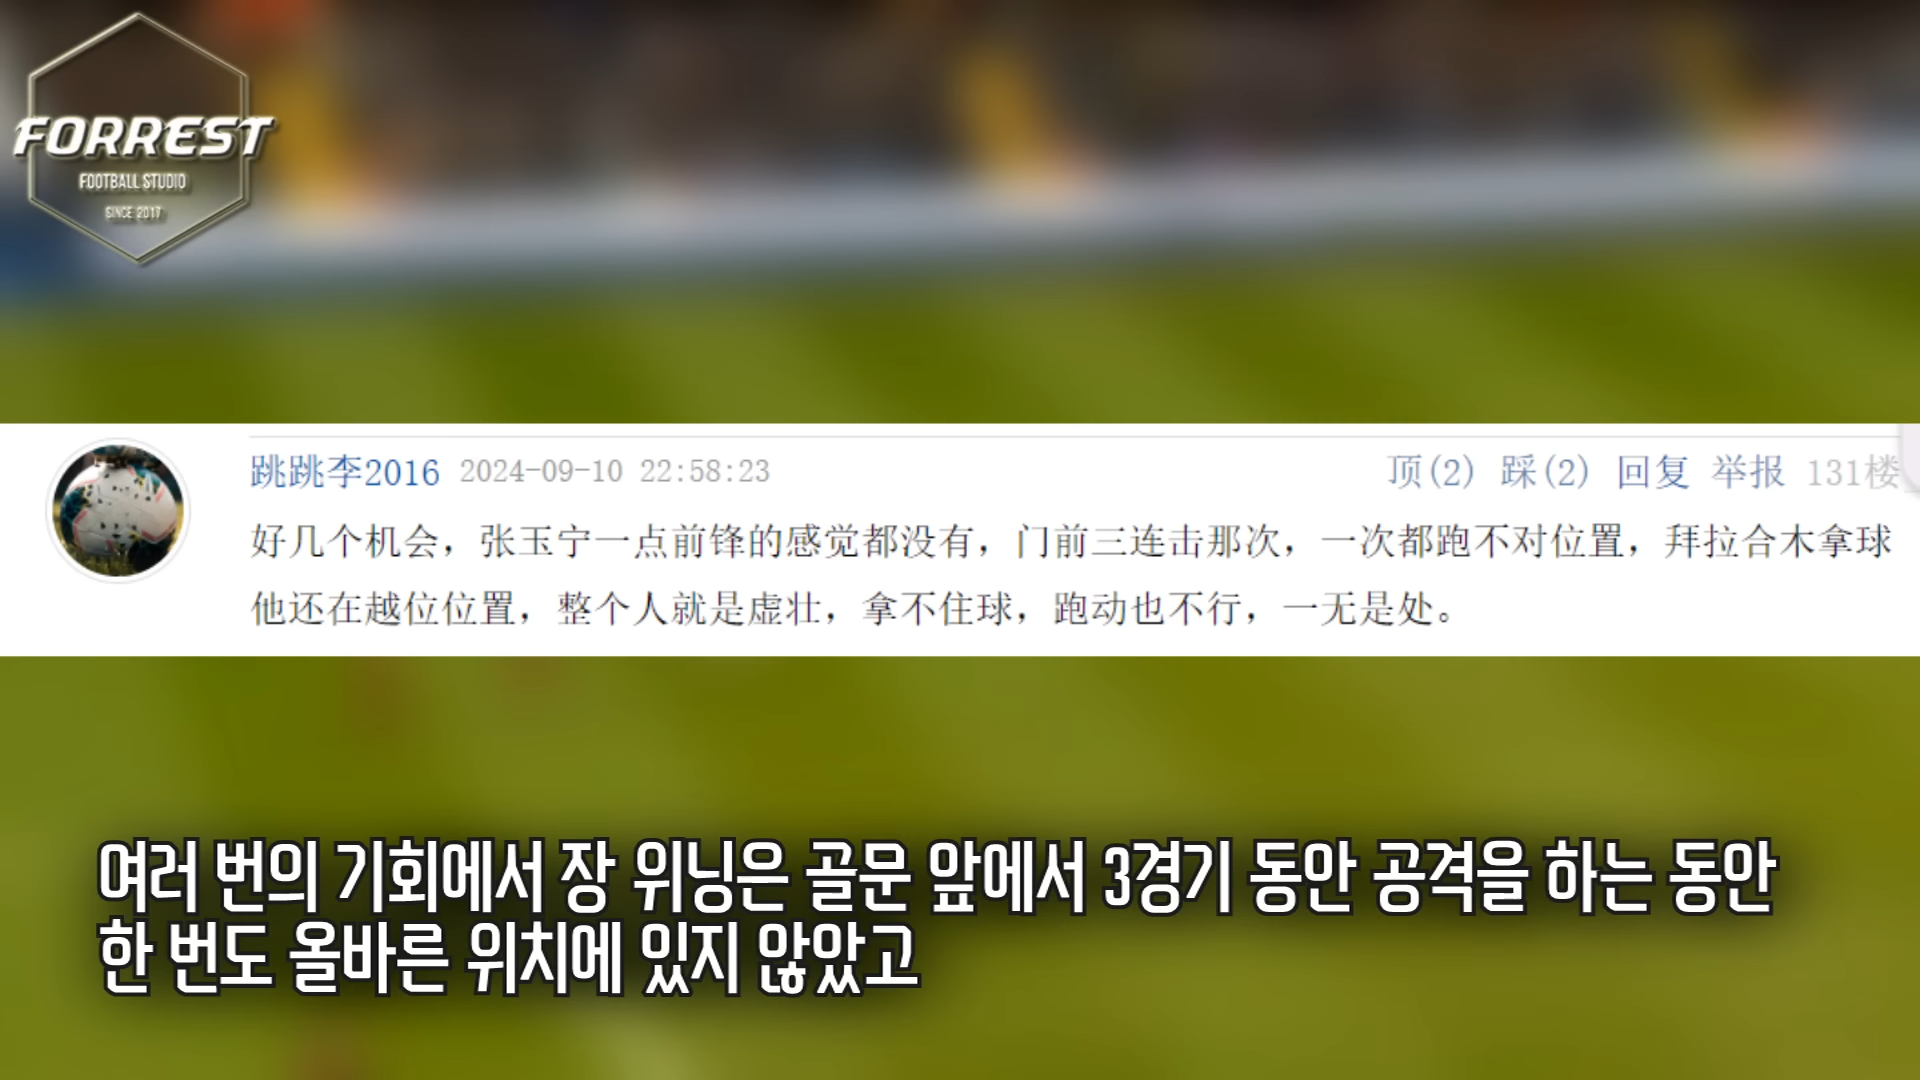 FORREST
FOOTBALL STUDIO
SINCE 2017
跳跳李2016 2024-09-10 22:58:23 顶(2) 踩(2) 回复 举报 131楼
好几个机会，张玉宁一点前锋的感觉都没有，门前三连击那次，一次都跑不对位置，拜拉合木拿球
他还在越位位置，整个人就是虚壮，拿不住球，跑动也不行，一无是处。
여러 번의 기회에서 장 위닝은 골문 앞에서 3경기 동안 공격을 하는 동안
한 번도 올바른 위치에 있지 않았고